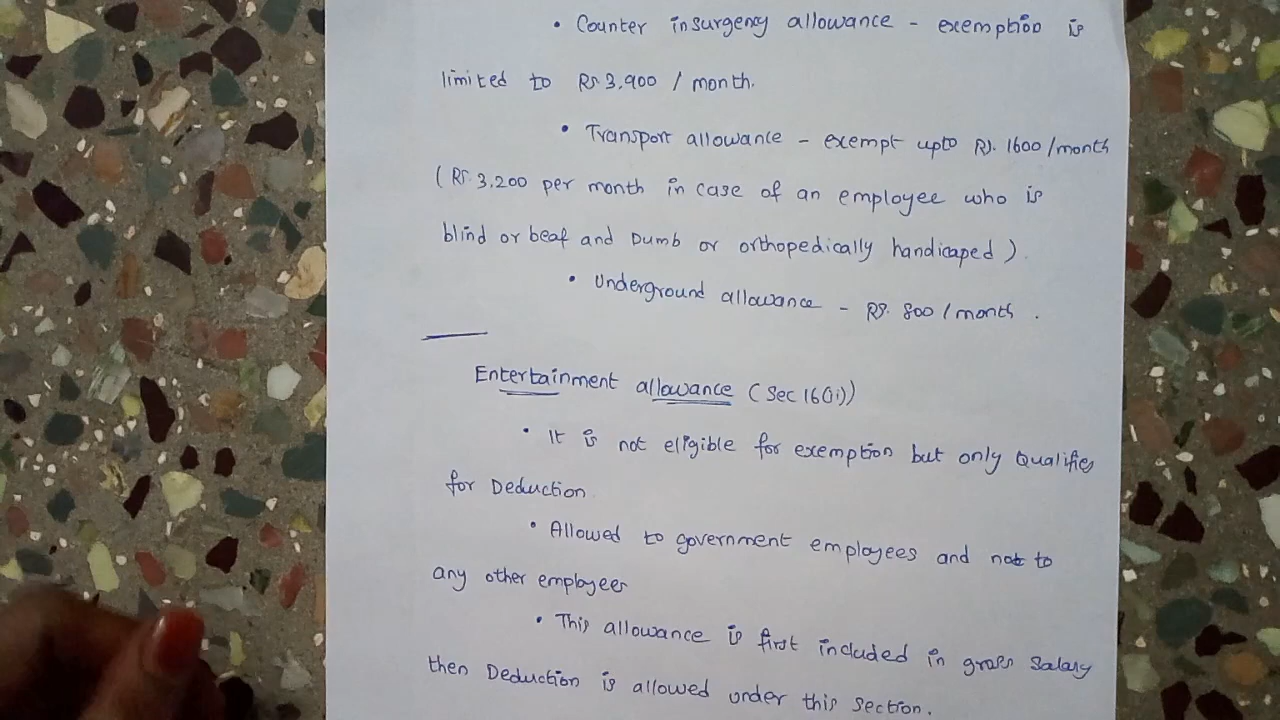 • Counter insurgency allowance - exemption is
limited to Rs 3,900 / month.
• Transport allowance - exempt upto Rs. 1600/month
( Rs 3,200 per month in case of an employee who is
blind or beaf and Dumb or orthopedically handicaped ).
• Underground allowance - Rs. 800 / month .
Entertainment allowance ( Sec 16(ii))
• It is not eligible for exemption but only Qualifies
for Deduction.
• Allowed to government employees and not to
any other employees
• This allowance is first included in gross salary
then Deduction is allowed under this section.